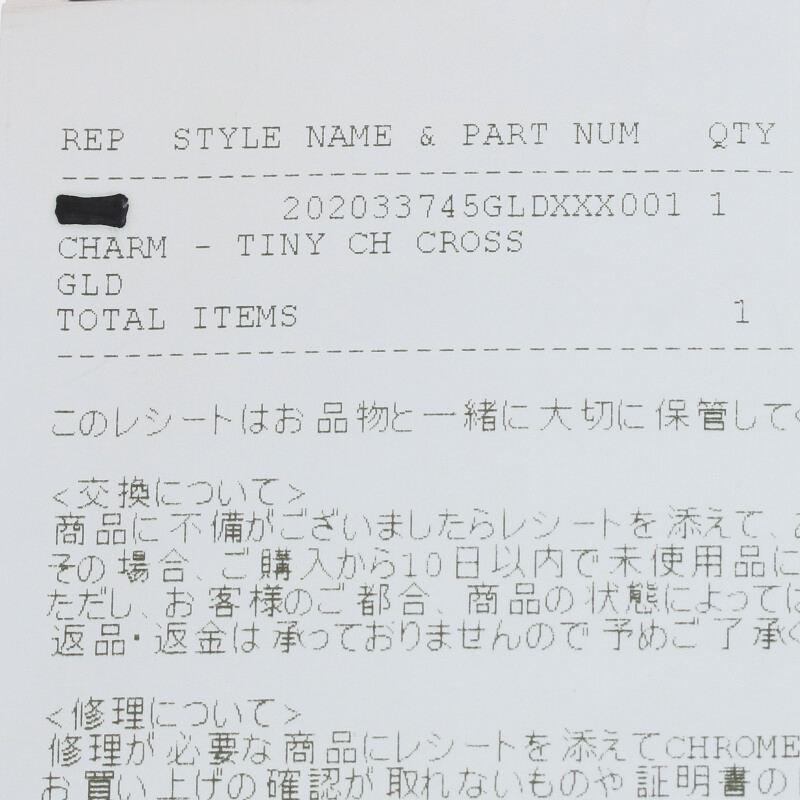 REP STYLE NAME & PART NUM QTY
202033745GLDXXX001 1
CHARM - TINY CH CROSS
GLD
TOTAL ITEMS 1
このレシートはお品物と一緒に大切に保管して
<交換について>
商品に不備がございましたらレシートを添えて、
その場合、ご購入から10日以内で未使用品に
ただし、お客様のご都合、商品の状態によっては
返品・返金は承っておりませんので予めご了承
<修理について>
修理が必要な商品にレシートを添えてCHROME
お買い上げの確認が取れないものや証明書の